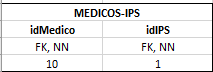 MEDICOS-IPS
idMedico idIPS
FK, NN FK, NN
10 1